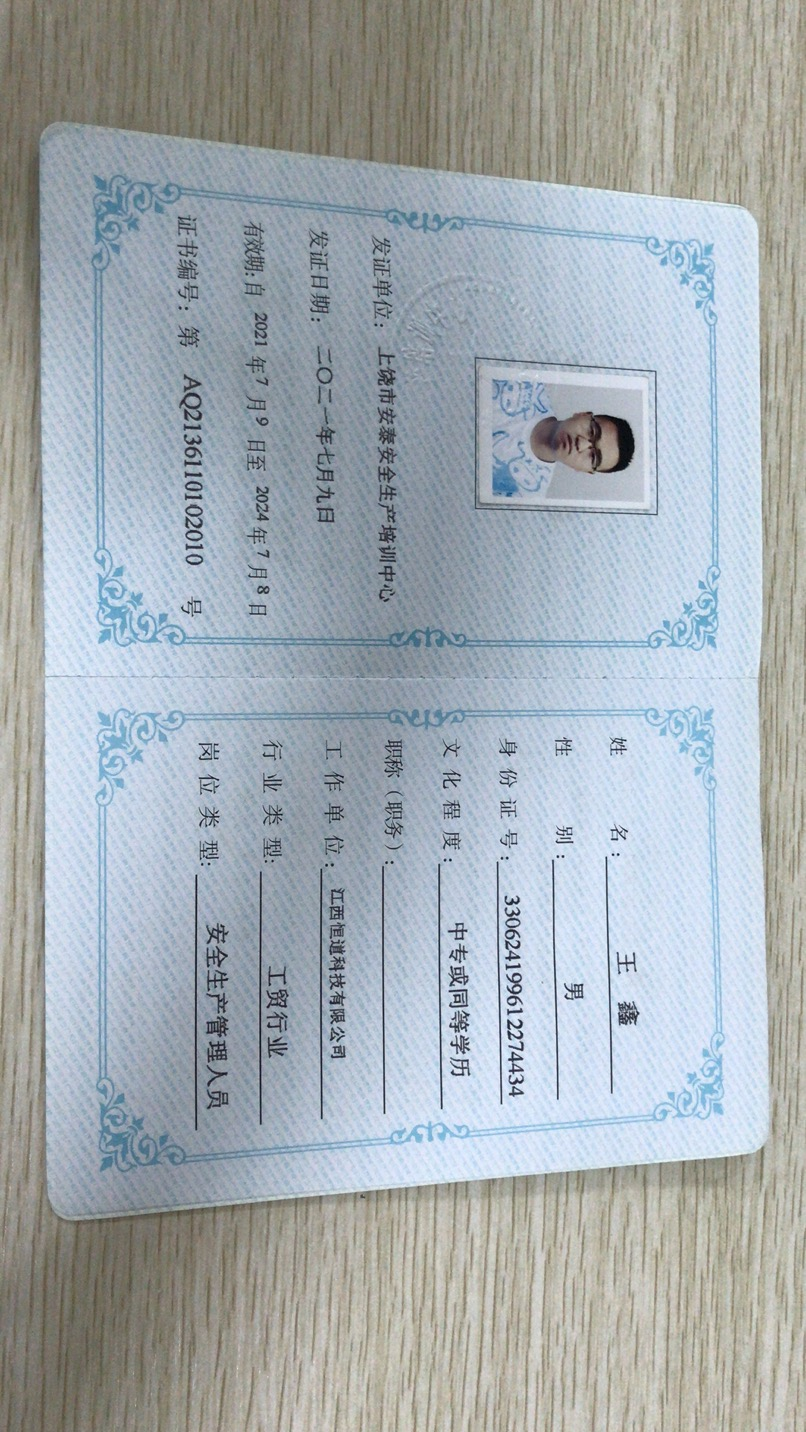 发证单位：上饶市安泰安全生产培训中心
发证日期：二〇二一年七月九日
有效期:自 2021 年 7 月 9 日至 2024 年 7 月 8 日
证书编号：第 AQ2136110102010 号
姓 名：王 鑫
性 别：男
身份证号：330624199612274434
文化程度：中专或同等学历
职称（职务）：
工作单位：江西恒道科技有限公司
行业类型：工贸行业
岗位类型：安全生产管理人员